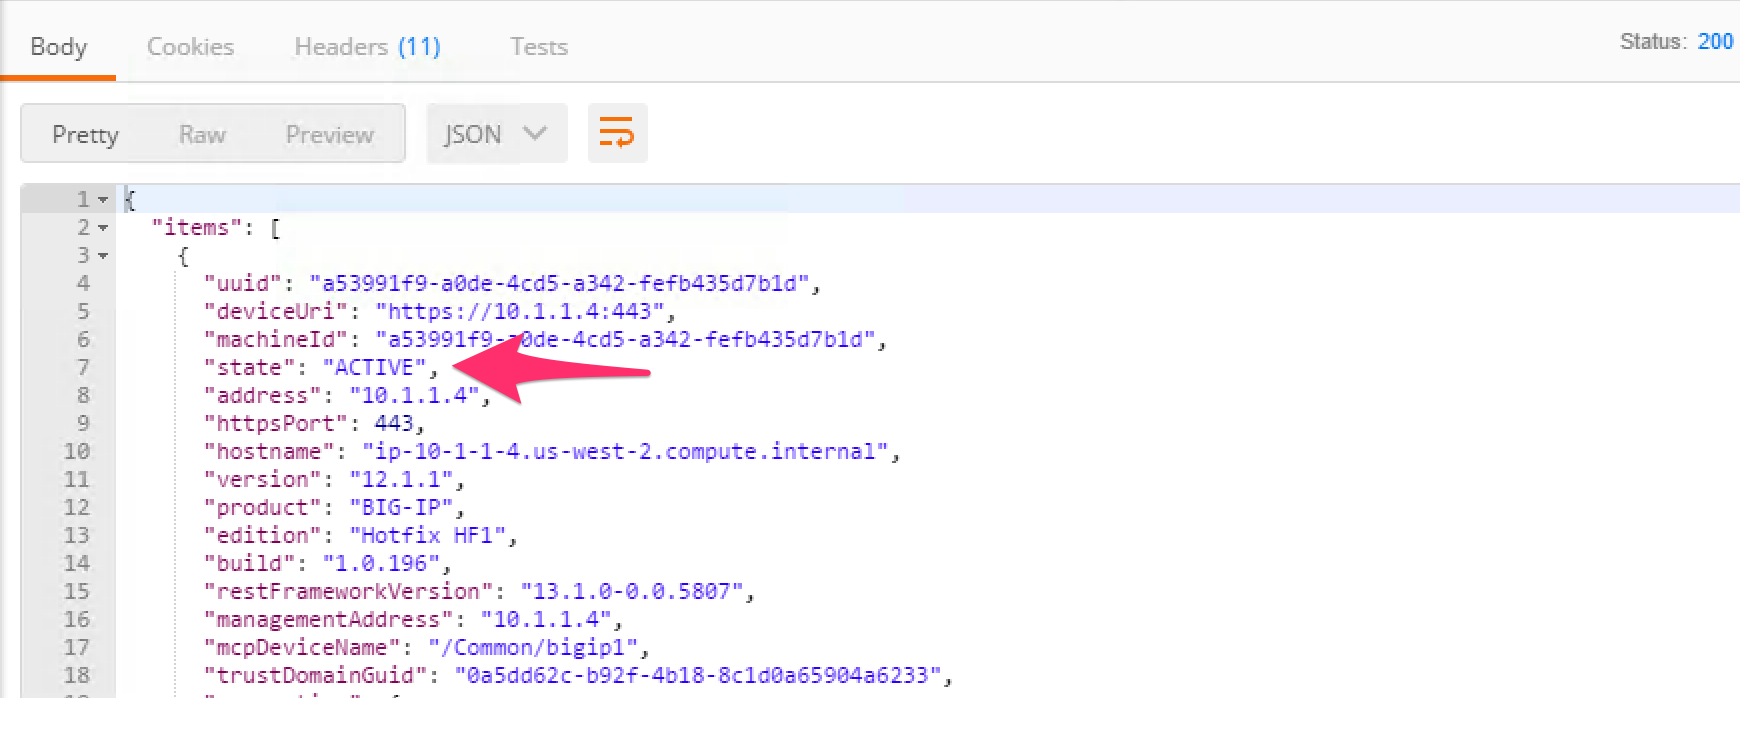 Body Cookies Headers (11) Tests Status: 200
Pretty Raw Preview JSON
1 {
2 "items": [
3 {
4 "uuid": "a53991f9-a0de-4cd5-a342-fefb435d7b1d",
5 "deviceUri": "https://10.1.1.4:443",
6 "machineId": "a53991f9-a0de-4cd5-a342-fefb435d7b1d",
7 "state": "ACTIVE",
8 "address": "10.1.1.4",
9 "httpsPort": 443,
10 "hostname": "ip-10-1-1-4.us-west-2.compute.internal",
11 "version": "12.1.1",
12 "product": "BIG-IP",
13 "edition": "Hotfix HF1",
14 "build": "1.0.196",
15 "restFrameworkVersion": "13.1.0-0.0.5807",
16 "managementAddress": "10.1.1.4",
17 "mcpDeviceName": "/Common/bigip1",
18 "trustDomainGuid": "0a5dd62c-b92f-4b18-8c1d0a65904a6233",